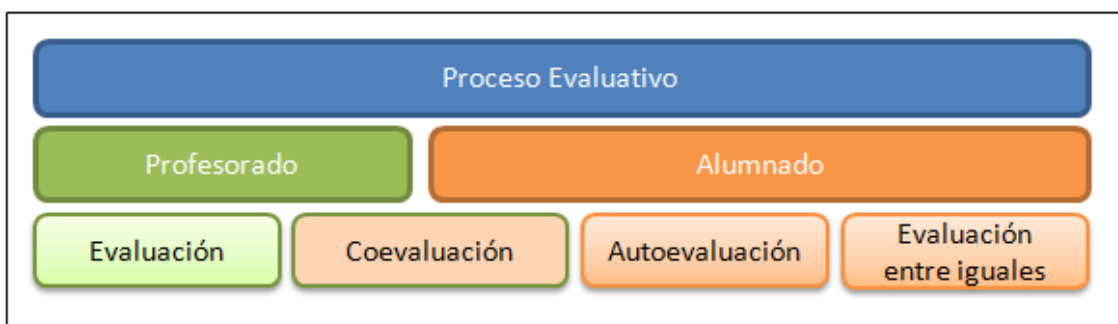 Proceso Evaluativo
Profesorado
Alumnado
Evaluación
Coevaluación
Autoevaluación
Evaluación
entre iguales